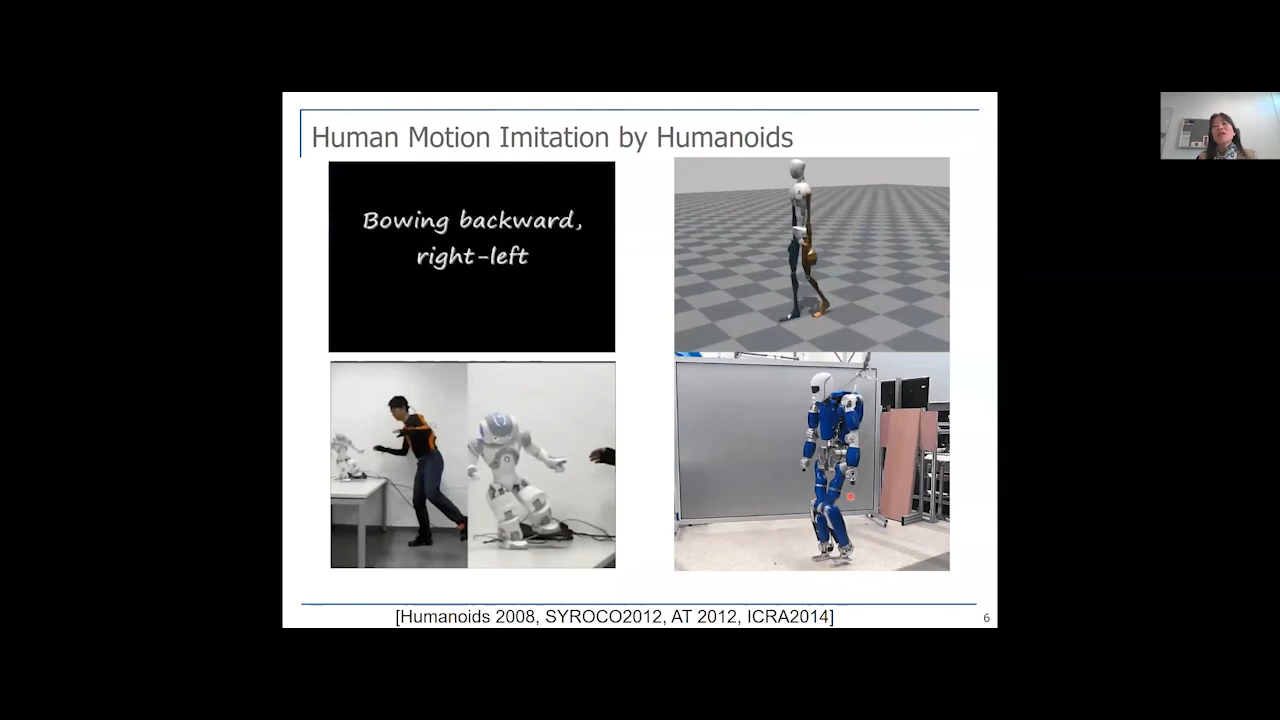 Human Motion Imitation by Humanoids
Bowing backward,
right-left
[Humanoids 2008, SYROCO2012, AT 2012, ICRA2014]
6